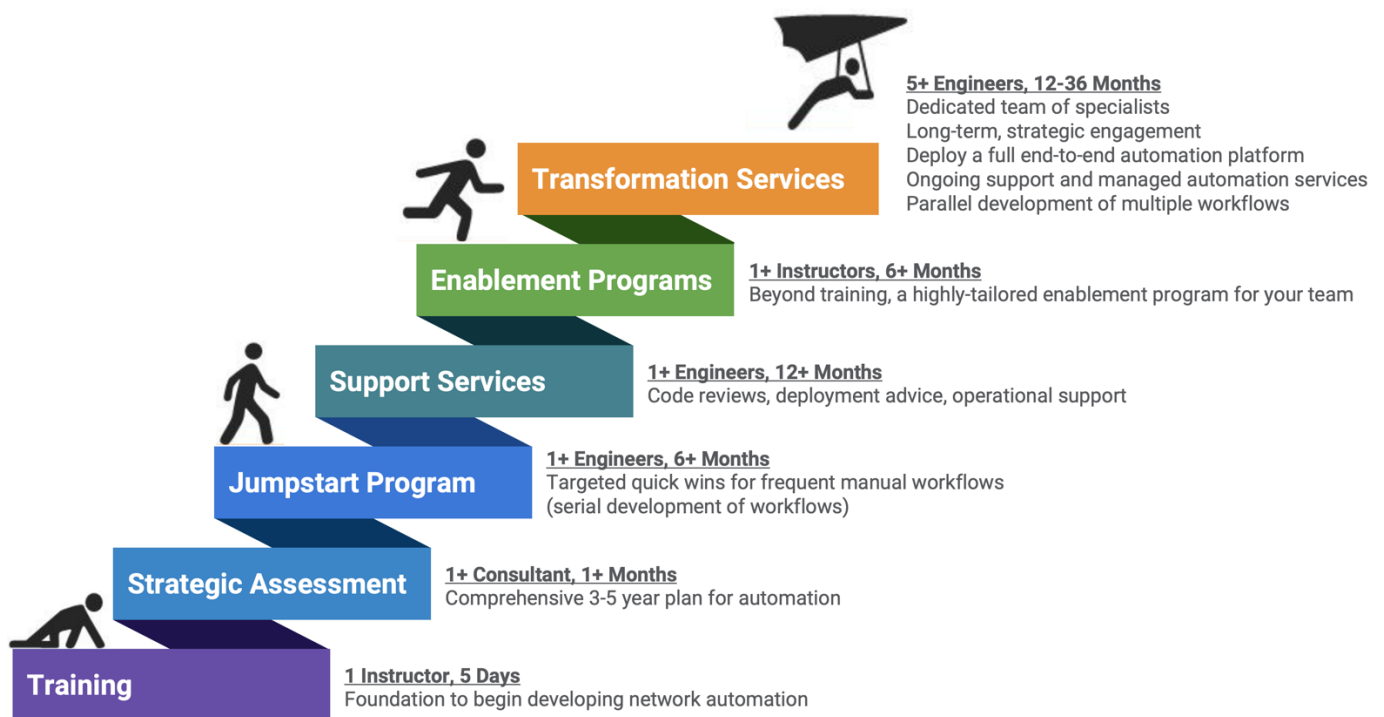 5+ Engineers, 12-36 Months
Dedicated team of specialists
Long-term, strategic engagement
Transformation Services
Deploy a full end-to-end automation platform
Ongoing support and managed automation services
Parallel development of multiple workflows
Enablement Programs
1+ Instructors, 6+ Months
Beyond training, a highly-tailored enablement program for your team
Support Services
1+ Engineers, 12+ Months
Code reviews, deployment advice, operational support
Jumpstart Program
1+ Engineers, 6+ Months
Targeted quick wins for frequent manual workflows
(serial development of workflows)
Strategic Assessment
1+ Consultant, 1+ Months
Comprehensive 3-5 year plan for automation
Training
1 Instructor, 5 Days
Foundation to begin developing network automation